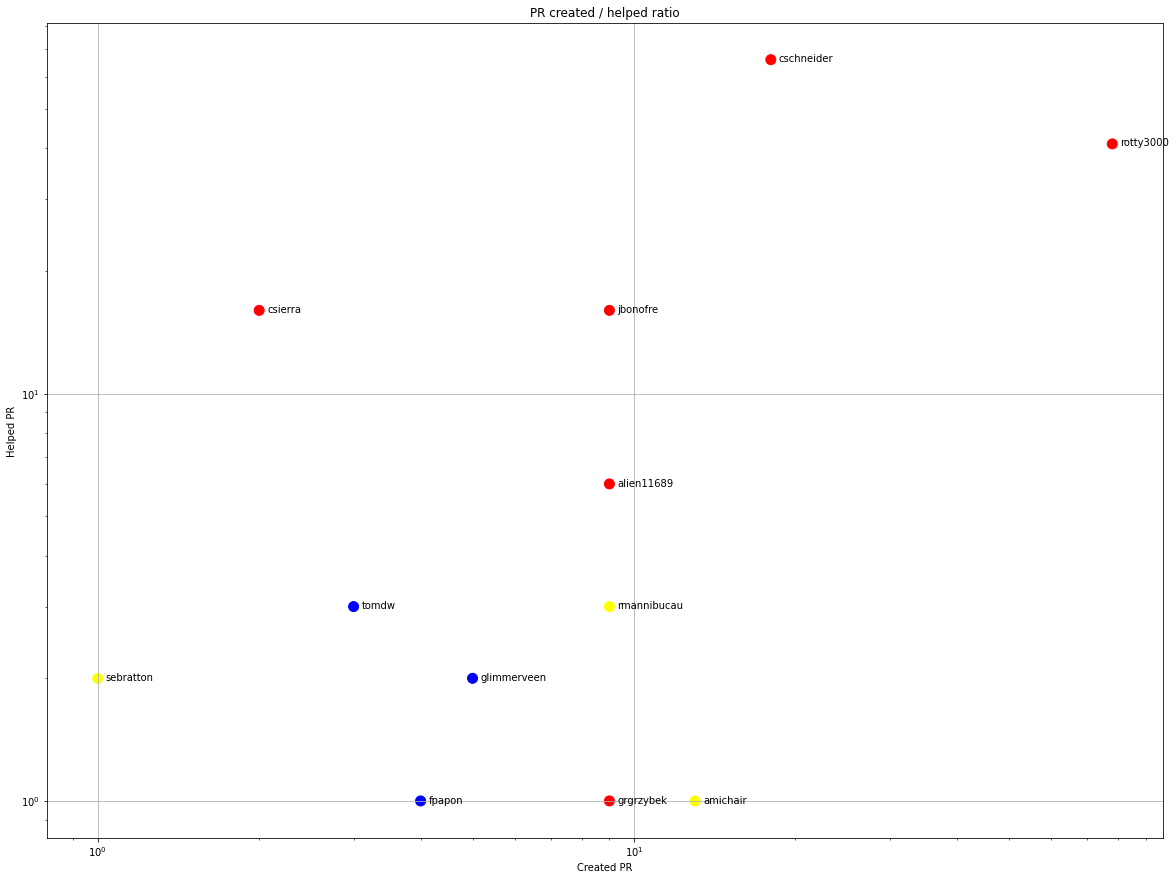 PR created / helped ratio
cschneider
rotty3000
csierra
jbonofre
10¹
alien11689
tomdw
rmannibucau
sebratton
glimmerveen
10⁰
fpapon
grgrzybek
amichair
10⁰
10¹
Created PR
Helped PR